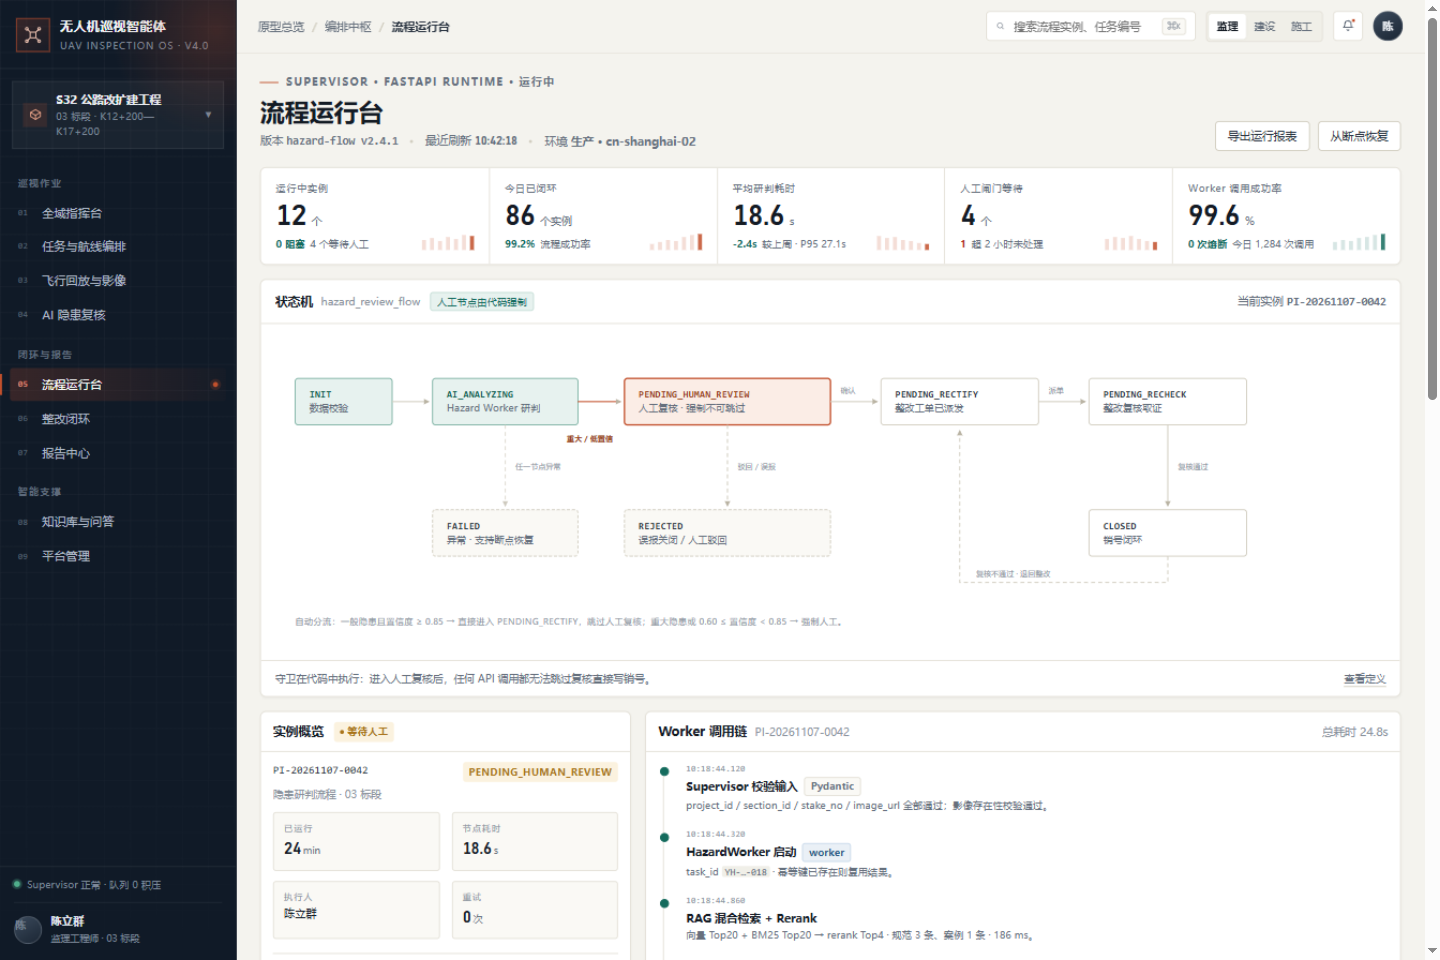 无人机巡视智能体
UAV INSPECTION OS · V4.0
S32 公路改扩建工程
03 标段 · K12+200—
K17+200
巡视作业
01 全域指挥台
02 任务与航线编排
03 飞行回放与影像
04 AI 隐患复核
闭环与报告
05 流程运行台
06 整改闭环
07 报告中心
智能支撑
08 知识库与问答
09 平台管理
Supervisor 正常 · 队列 0 积压
陈
陈立群
监理工程师 · 03 标段
原型总览 / 编排中枢 / 流程运行台
搜索流程实例、任务编号 ⌘K
监理 建设 施工
陈
SUPERVISOR • FASTAPI RUNTIME • 运行中
流程运行台
版本 hazard-flow v2.4.1 · 最近刷新 10:42:18 · 环境 生产 • cn-shanghai-02
导出运行报表 从断点恢复
运行中实例
12 个
0 阻塞 4 个等待人工
今日已闭环
86 个实例
99.2% 流程成功率
平均研判耗时
18.6 s
-2.4s 较上周 · P95 27.1s
人工闸门等待
4 个
1 超 2 小时未处理
Worker 调用成功率
99.6 %
0 次熔断 今日 1,284 次调用
状态机 hazard_review_flow 人工节点由代码强制
当前实例 PI-20261107-0042
INIT
数据校验
AI_ANALYZING
Hazard Worker 研判
PENDING_HUMAN_REVIEW
人工复核 · 强制不可跳过
确认
PENDING_RECTIFY
整改工单已派发
派单
PENDING_RECHECK
整改复核取证
重大 / 低置信
任一节点异常
驳回 / 误报
复核通过
FAILED
异常 · 支持断点恢复
REJECTED
误报关闭 / 人工驳回
CLOSED
销号闭环
复核不通过 · 退回整改
自动分流：一般隐患且置信度 ≥ 0.85 → 直接进入 PENDING_RECTIFY，跳过人工复核；重大隐患或 0.60 ≤ 置信度 < 0.85 → 强制人工。
守卫在代码中执行：进入人工复核后，任何 API 调用都无法跳过复核直接写销号。
查看定义
实例概览 • 等待人工
PI-20261107-0042
PENDING_HUMAN_REVIEW
隐患研判流程 · 03 标段
已运行
24 min
节点耗时
18.6 s
执行人
陈立群
重试
0 次
Worker 调用链 PI-20261107-0042
总耗时 24.8s
10:18:44.120
Supervisor 校验输入 Pydantic
project_id / section_id / stake_no / image_url 全部通过；影像存在性校验通过。
10:18:44.320
HazardWorker 启动 worker
task_id YH-…-018 · 幂等键已存在则复用结果。
10:18:44.860
RAG 混合检索 + Rerank
向量 Top20 + BM25 Top20 → rerank Top4 · 规范 3 条、案例 1 条 · 186 ms。